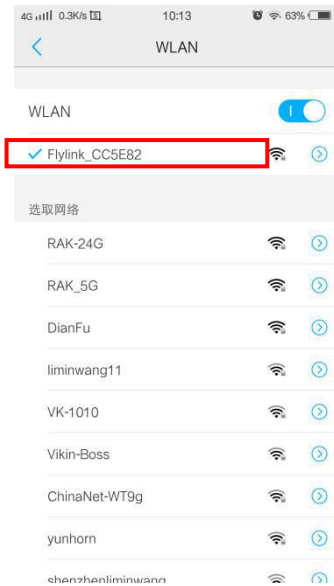 4G 0.3K/s 10:13 63%
WLAN
WLAN
Flylink_CC5E82
选取网络
RAK-24G
RAK_5G
DianFu
liminwang11
VK-1010
Vikin-Boss
ChinaNet-WT9g
yunhorn
shenzhenliminwang